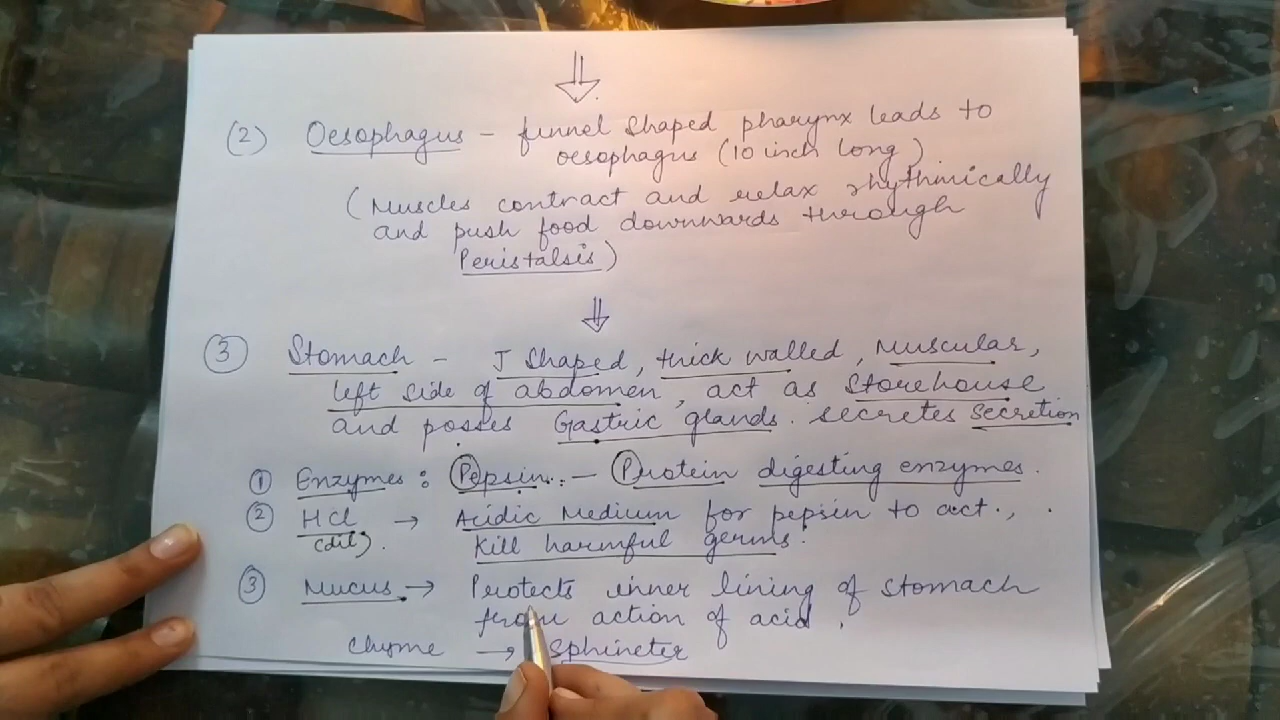 (2) Oesophagus - funnel shaped pharynx leads to
oesophagus (10 inch long)
(Muscles contract and relax rhythmically
and push food downwards through
Peristalsis)
(3) Stomach - J Shaped, thick walled, Muscular,
left side of abdomen, act as Storehouse
and posses Gastric glands. secretes secretion
(1) Enzymes : Pepsin - Protein digesting enzymes.
(2) HCl → Acidic Medium for pepsin to act.,
(dil). Kill harmful germs.
(3) Mucus → Protects inner lining of stomach
from action of acid.
Chyme → Sphincter